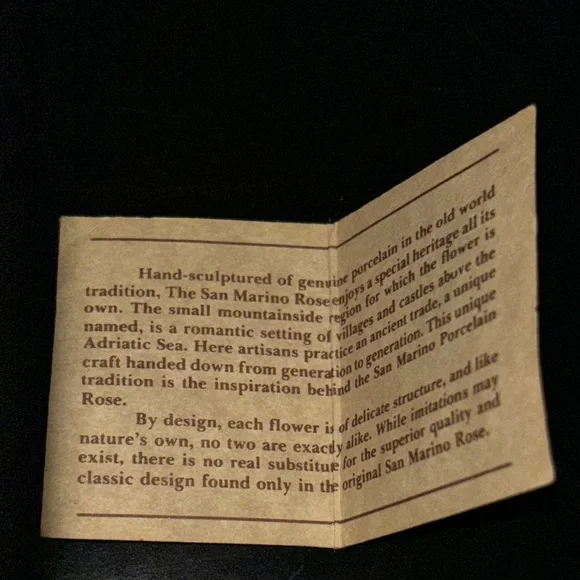 Hand-sculptured of genuine porcelain in the old world
tradition, The San Marino Rose enjoys a special heritage all its
own. The small mountainside region for which the flower is
named, is a romantic setting of villages and castles above the
Adriatic Sea. Here artisans practice an ancient trade, a unique
craft handed down from generation to generation. This unique
tradition is the inspiration behind the San Marino Porcelain
Rose.
By design, each flower is of delicate structure, and like
nature's own, no two are exactly alike. While imitations may
exist, there is no real substitute for the superior quality and
classic design found only in the original San Marino Rose.